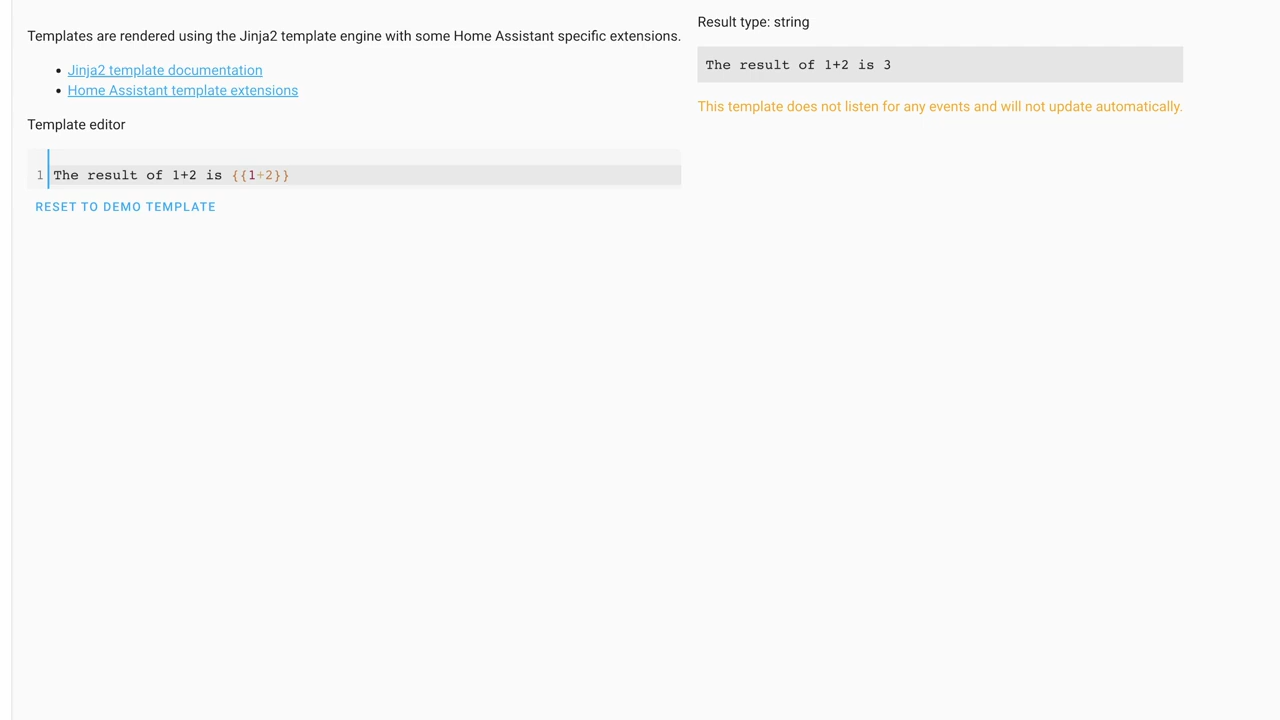 Templates are rendered using the Jinja2 template engine with some Home Assistant specific extensions.
Jinja2 template documentation
Home Assistant template extensions
Template editor
1 The result of 1+2 is {{1+2}}
RESET TO DEMO TEMPLATE
Result type: string
The result of 1+2 is 3
This template does not listen for any events and will not update automatically.